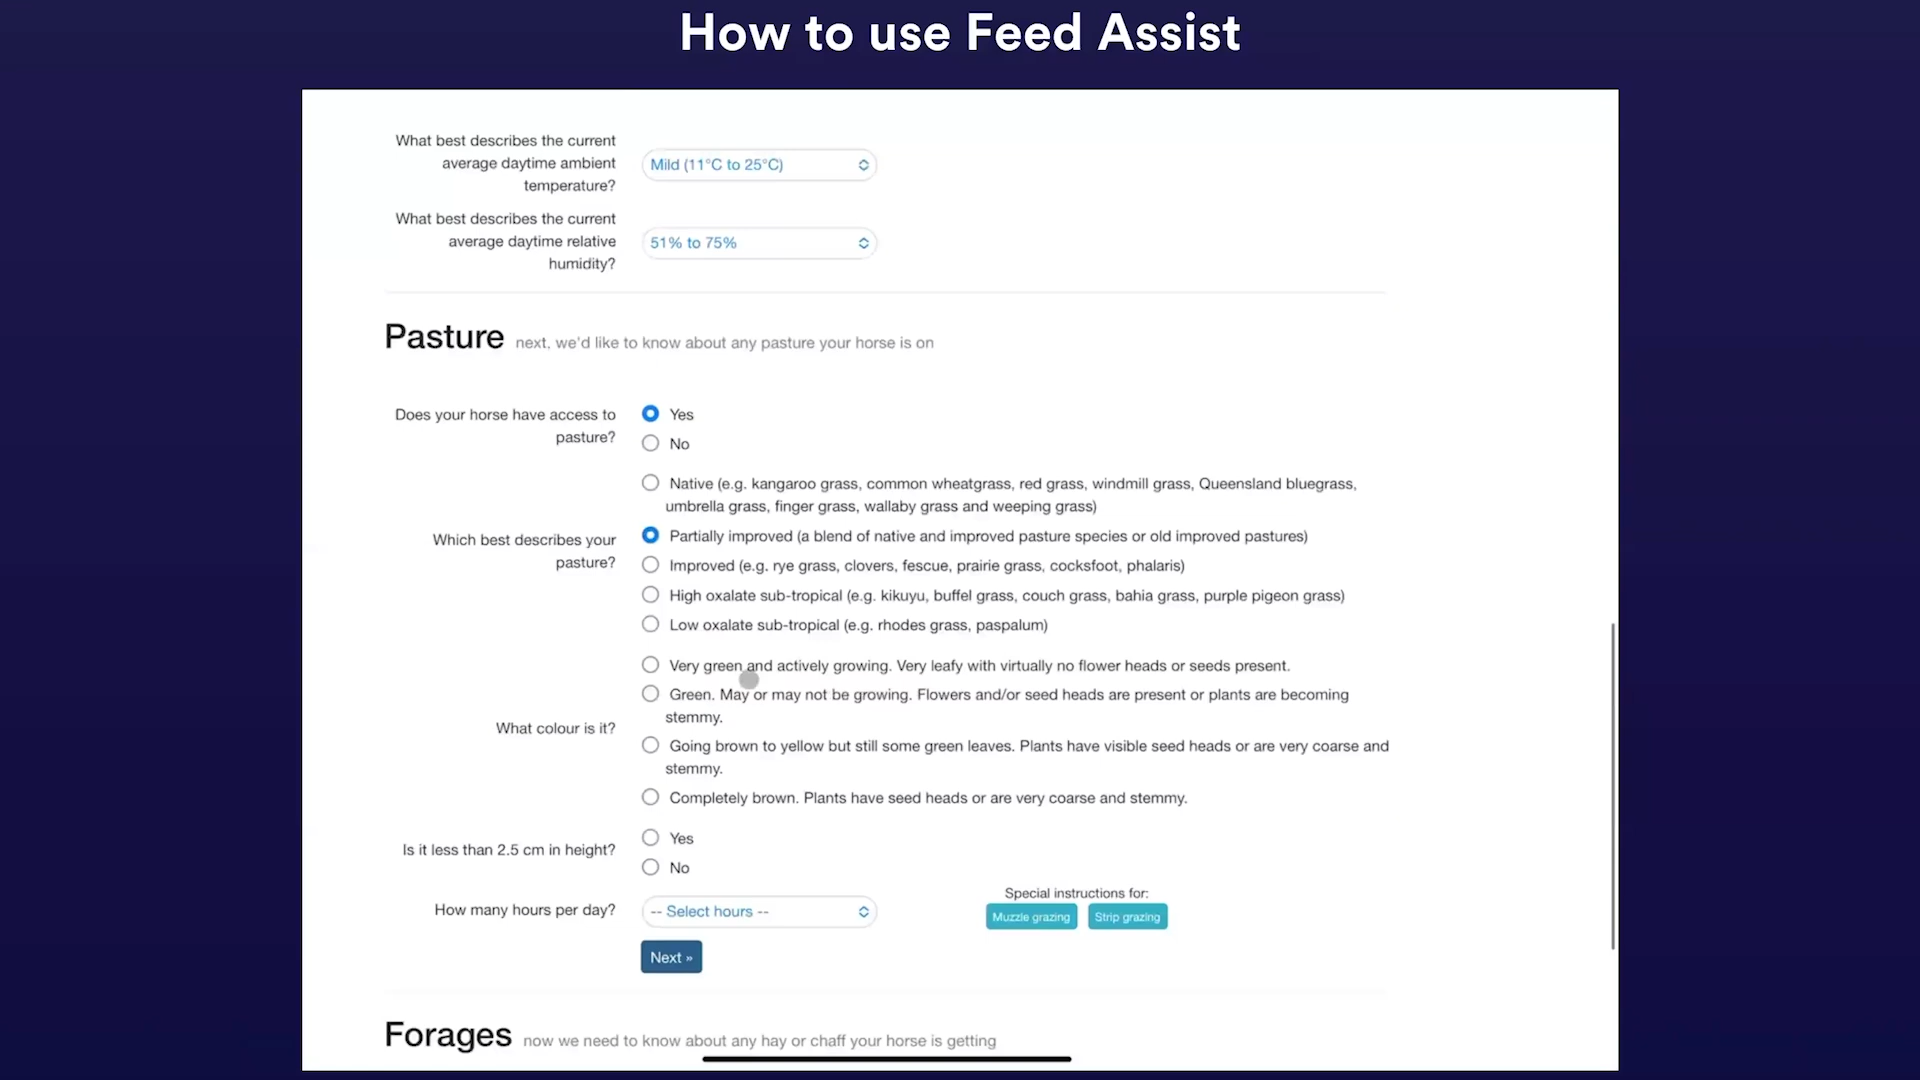 How to use Feed Assist
What best describes the current
average daytime ambient
temperature?
Mild (11°C to 25°C)
What best describes the current
average daytime relative
humidity?
51% to 75%
Pasture next, we'd like to know about any pasture your horse is on
Does your horse have access to
pasture?
Yes
No
Which best describes your
pasture?
Native (e.g. kangaroo grass, common wheatgrass, red grass, windmill grass, Queensland bluegrass,
umbrella grass, finger grass, wallaby grass and weeping grass)
Partially improved (a blend of native and improved pasture species or old improved pastures)
Improved (e.g. rye grass, clovers, fescue, prairie grass, cocksfoot, phalaris)
High oxalate sub-tropical (e.g. kikuyu, buffel grass, couch grass, bahia grass, purple pigeon grass)
Low oxalate sub-tropical (e.g. rhodes grass, paspalum)
What colour is it?
Very green and actively growing. Very leafy with virtually no flower heads or seeds present.
Green. May or may not be growing. Flowers and/or seed heads are present or plants are becoming
stemmy.
Going brown to yellow but still some green leaves. Plants have visible seed heads or are very coarse and
stemmy.
Completely brown. Plants have seed heads or are very coarse and stemmy.
Is it less than 2.5 cm in height?
Yes
No
How many hours per day?
-- Select hours --
Special instructions for:
Muzzle grazing
Strip grazing
Next »
Forages now we need to know about any hay or chaff your horse is getting